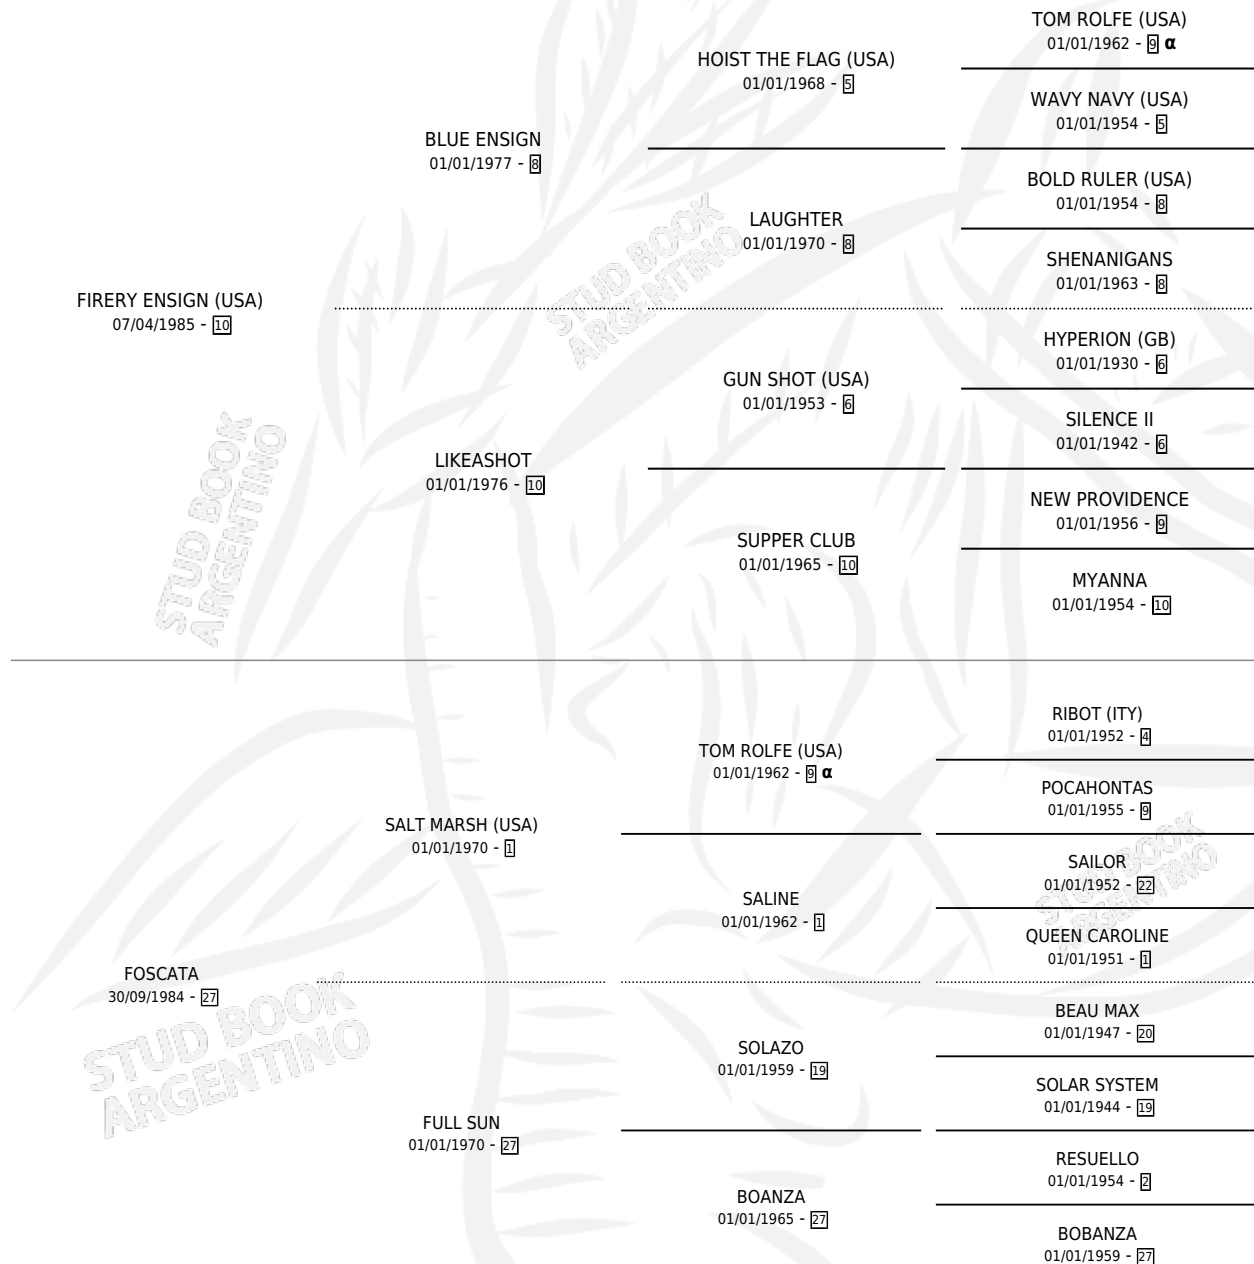 TOM ROLFE (USA)
01/01/1962 - 9 α
HOIST THE FLAG (USA)
01/01/1968 - 5
WAVY NAVY (USA)
01/01/1954 - 5
BLUE ENSIGN
01/01/1977 - 8
BOLD RULER (USA)
01/01/1954 - 8
LAUGHTER
01/01/1970 - 8
SHENANIGANS
01/01/1963 - 8
FIRERY ENSIGN (USA)
07/04/1985 - 10
HYPERION (GB)
01/01/1930 - 6
GUN SHOT (USA)
01/01/1953 - 6
SILENCE II
01/01/1942 - 6
LIKEASHOT
01/01/1976 - 10
NEW PROVIDENCE
01/01/1956 - 9
SUPPER CLUB
01/01/1965 - 10
MYANNA
01/01/1954 - 10
RIBOT (ITY)
01/01/1952 - 4
TOM ROLFE (USA)
01/01/1962 - 9 α
POCAHONTAS
01/01/1955 - 9
SALT MARSH (USA)
01/01/1970 - 1
SAILOR
01/01/1952 - 22
SALINE
01/01/1962 - 1
QUEEN CAROLINE
01/01/1951 - 1
FOSCATA
30/09/1984 - 27
BEAU MAX
01/01/1947 - 20
SOLAZO
01/01/1959 - 19
SOLAR SYSTEM
01/01/1944 - 19
FULL SUN
01/01/1970 - 27
RESUELLO
01/01/1954 - 2
BOANZA
01/01/1965 - 27
BOBANZA
01/01/1959 - 27
STUD BOOK
ARGENTINO
STUD BOOK
ARGENTINO
STUD BOOK
ARGENTINO
STUD BOOK
ARGENTINO